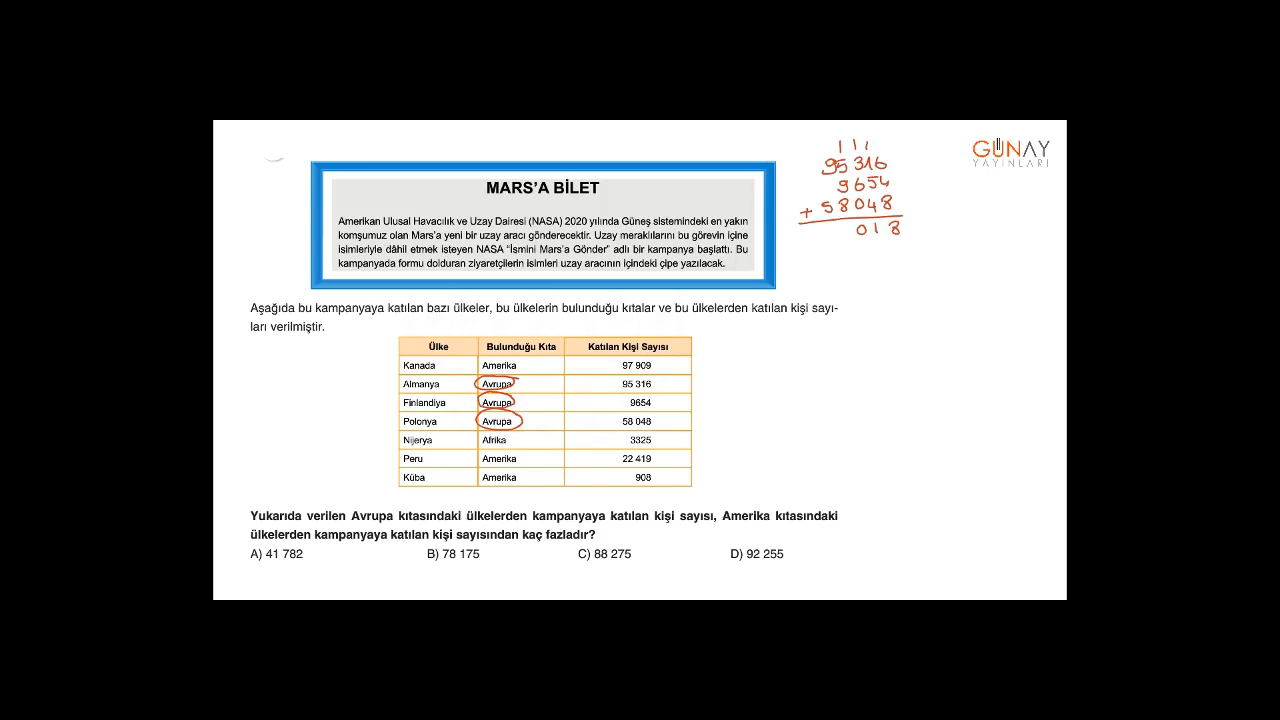 1 1 1
95316
9654
+ 58048
018
GÜNAY
YAYINLARI
MARS'A BİLET
Amerikan Ulusal Havacılık ve Uzay Dairesi (NASA) 2020 yılında Güneş sistemindeki en yakın
komşumuz olan Mars'a yeni bir uzay aracı gönderecektir. Uzay meraklılarını bu görevin içine
isimleriyle dâhil etmek isteyen NASA "İsmini Mars'a Gönder" adlı bir kampanya başlattı. Bu
kampanyada formu dolduran ziyaretçilerin isimleri uzay aracının içindeki çipe yazılacak.
Aşağıda bu kampanyaya katılan bazı ülkeler, bu ülkelerin bulunduğu kıtalar ve bu ülkelerden katılan kişi sayı-
ları verilmiştir.
Ülke Bulunduğu Kıta Katılan Kişi Sayısı
Kanada Amerika 97 909
Almanya Avrupa 95 316
Finlandiya Avrupa 9654
Polonya Avrupa 58 048
Nijerya Afrika 3325
Peru Amerika 22 419
Küba Amerika 908
Yukarıda verilen Avrupa kıtasındaki ülkelerden kampanyaya katılan kişi sayısı, Amerika kıtasındaki
ülkelerden kampanyaya katılan kişi sayısından kaç fazladır?
A) 41 782 B) 78 175 C) 88 275 D) 92 255